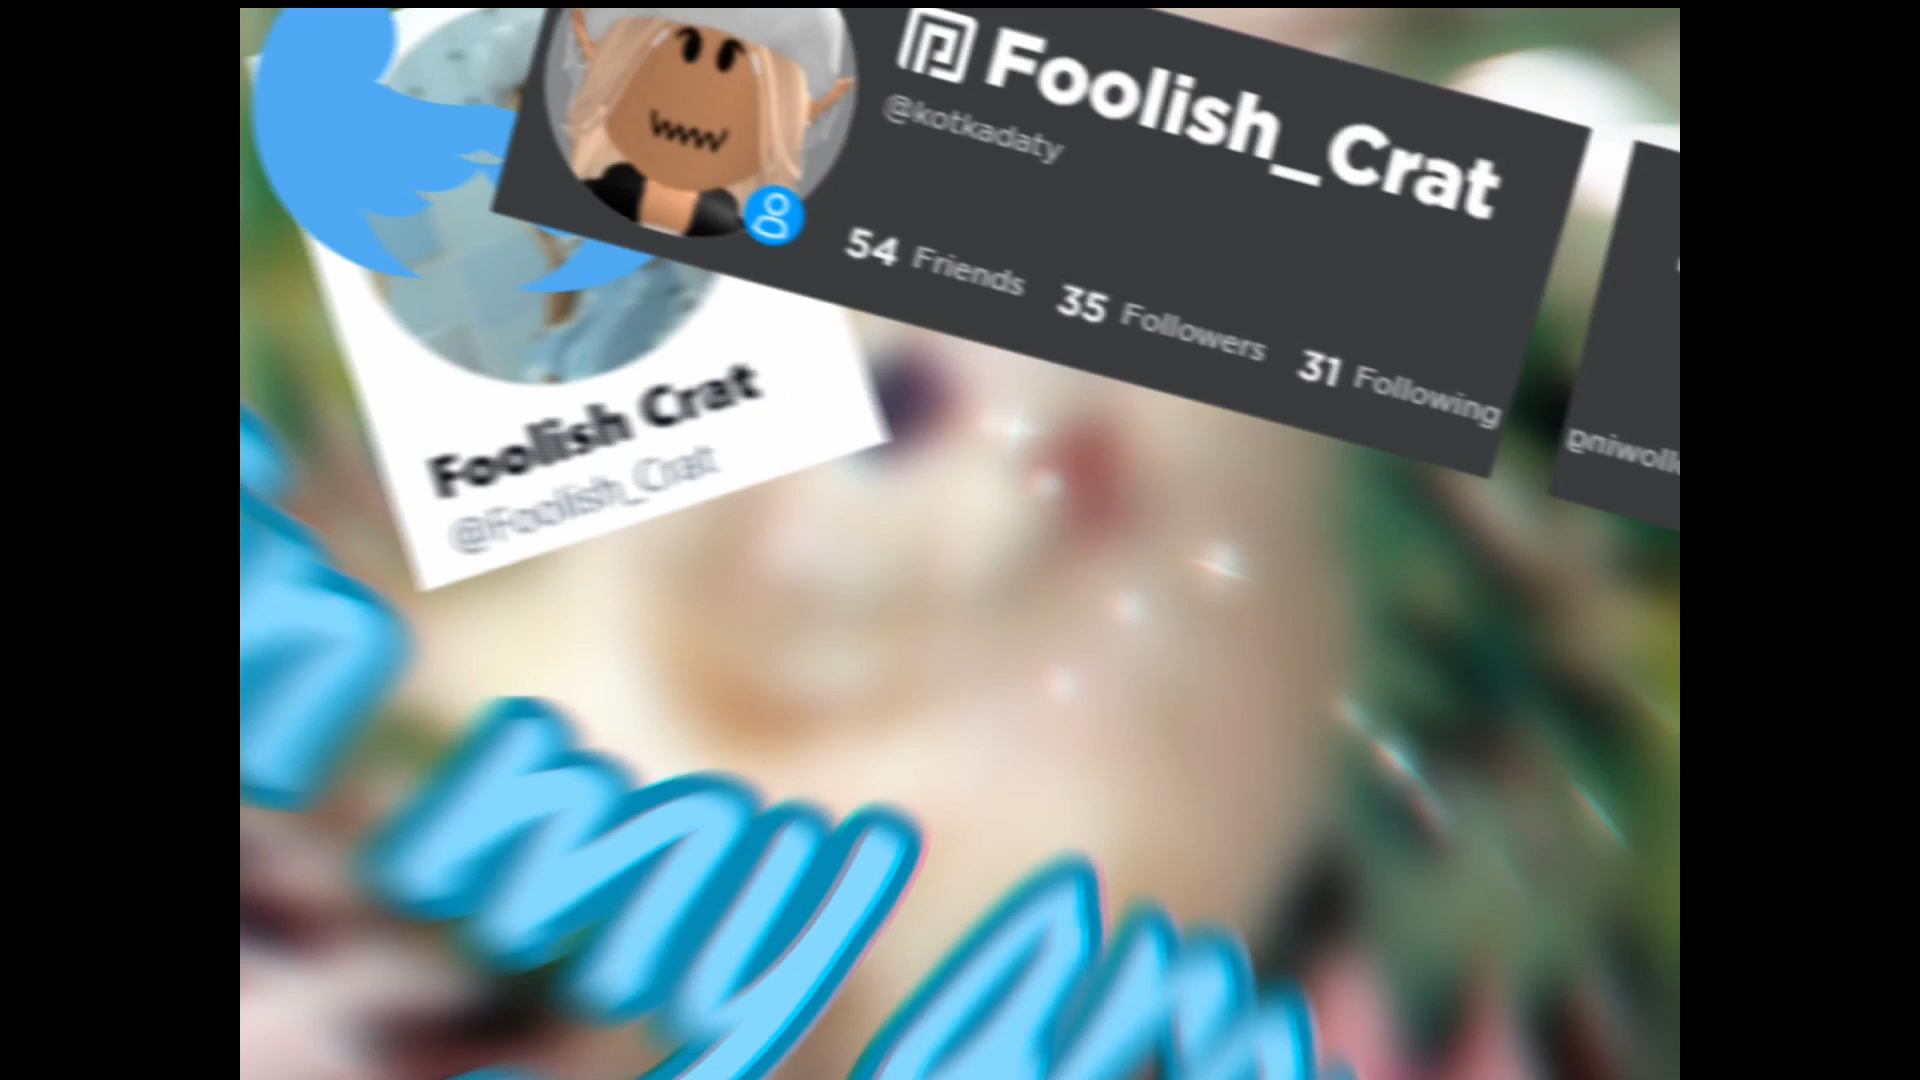 Foolish_Crat
@kotkadaty
54 Friends 35 Followers 31 Following
Foolish Crat
@Foolish_Crat
my